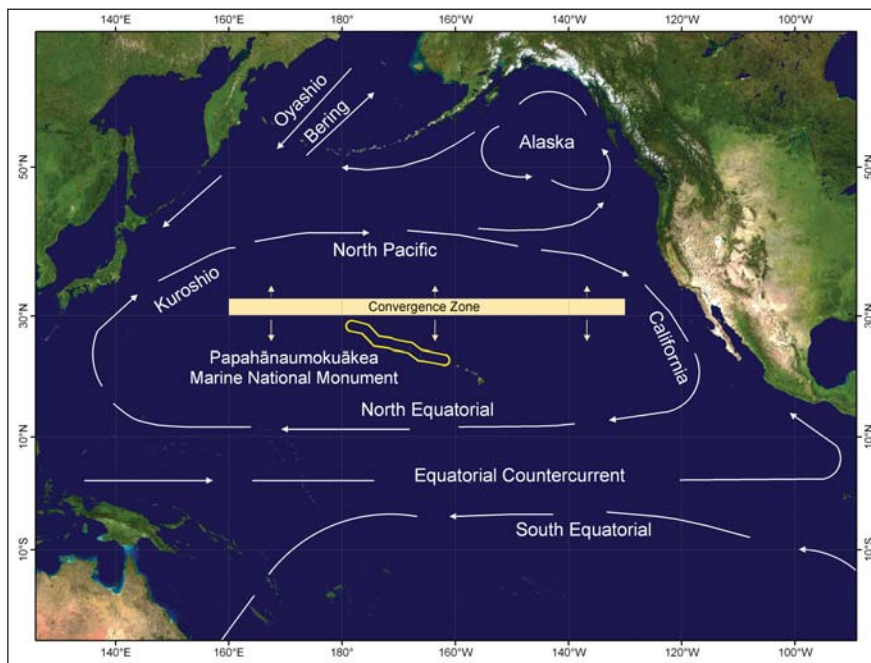 140°E 160°E 180° 160°W 140°W 120°W 100°W
Oyashio
Bering
Alaska
50°N 50°N
North Pacific
Kuroshio
Convergence Zone
30°N 30°N
California
Papahānaumokuākea
Marine National Monument
North Equatorial
10°N 10°N
Equatorial Countercurrent
South Equatorial
10°S 10°S
140°E 160°E 180° 160°W 140°W 120°W 100°W